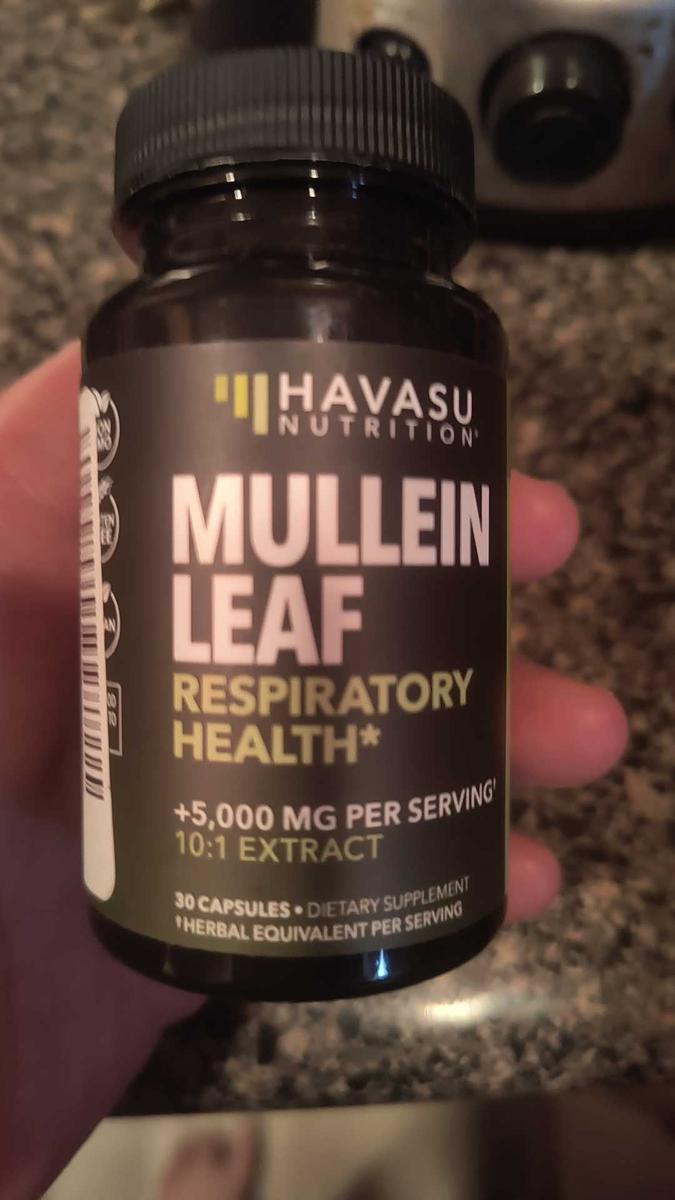 HAVASU
NUTRITION®
MULLEIN
LEAF
RESPIRATORY
HEALTH*
+5,000 MG PER SERVING†
10:1 EXTRACT
30 CAPSULES • DIETARY SUPPLEMENT
†HERBAL EQUIVALENT PER SERVING